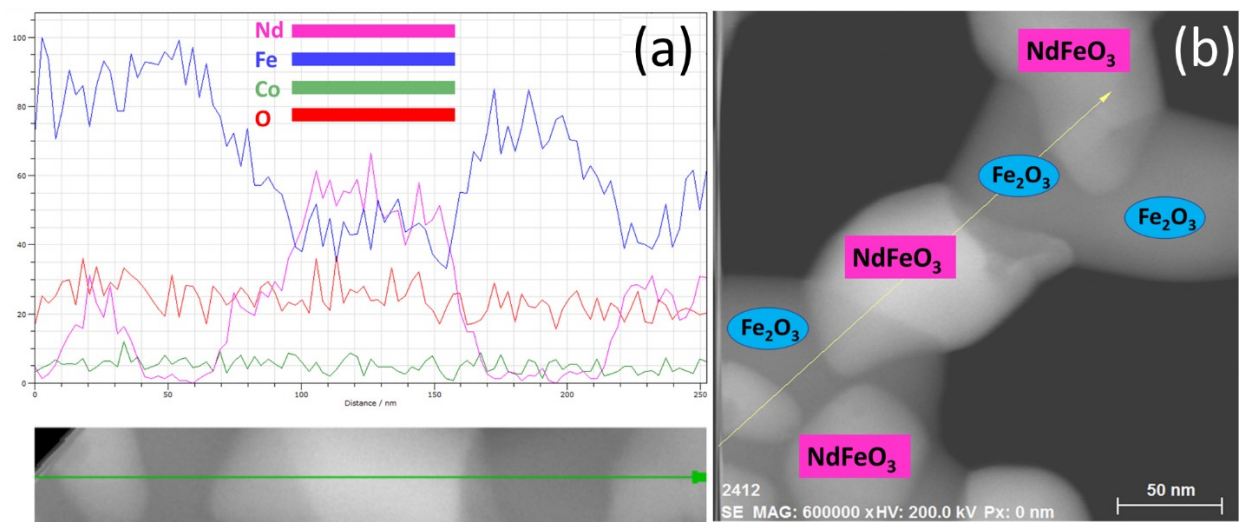 (a)
Nd
Fe
Co
O
100
80
60
40
20
0
0 50 100 150 200 250
Distance / nm
(b)
NdFeO₃
Fe₂O₃
Fe₂O₃
NdFeO₃
Fe₂O₃
NdFeO₃
2412
SE MAG: 600000 xHV: 200.0 kV Px: 0 nm
50 nm